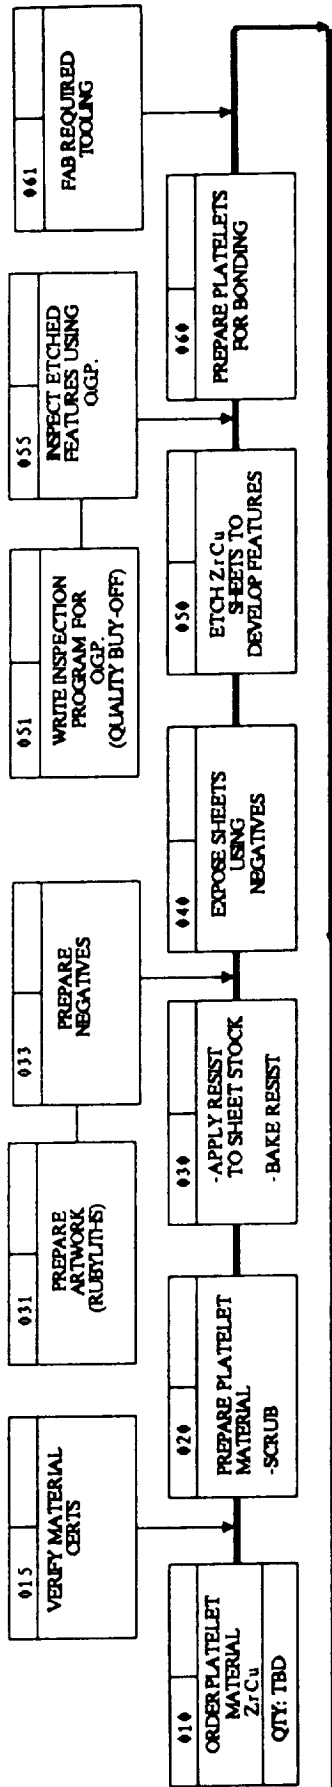 010
ORDER PLATELET
MATERIAL
ZrCu
QTY: TBD
015
VERIFY MATERIAL
CERTS
020
PREPARE PLATELET
MATERIAL
-SCRUB
031
PREPARE
ARTWORK
(RUBYLITHS)
033
PREPARE
NEGATIVES
030
-APPLY RESIST
TO SHEET STOCK
-BAKE RESIST
040
EXPOSE SHEETS
USING
NEGATIVES
051
WRITE INSPECTION
PROGRAM FOR
O.G.P.
(QUALITY BUY-OFF)
055
INSPECT ETCHED
FEATURES USING
O.G.P.
050
ETCH ZrCu
SHEETS TO
DEVELOP FEATURES
060
PREPARE PLATELETS
FOR BONDING
061
FAB REQUIRED
TOOLING